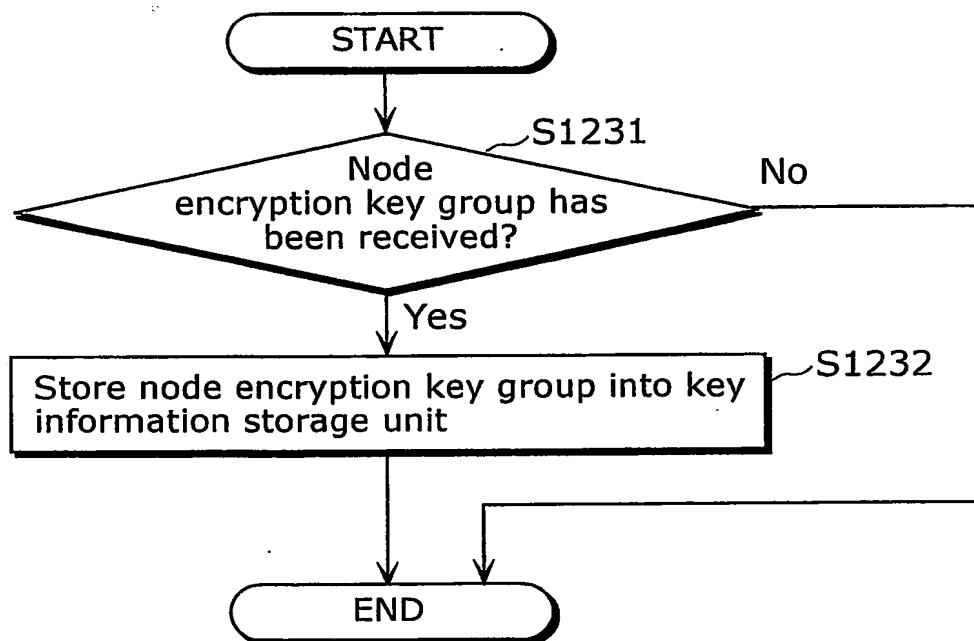 START
S1231
Node
encryption key group has
been received?
No
Yes
S1232
Store node encryption key group into key
information storage unit
END